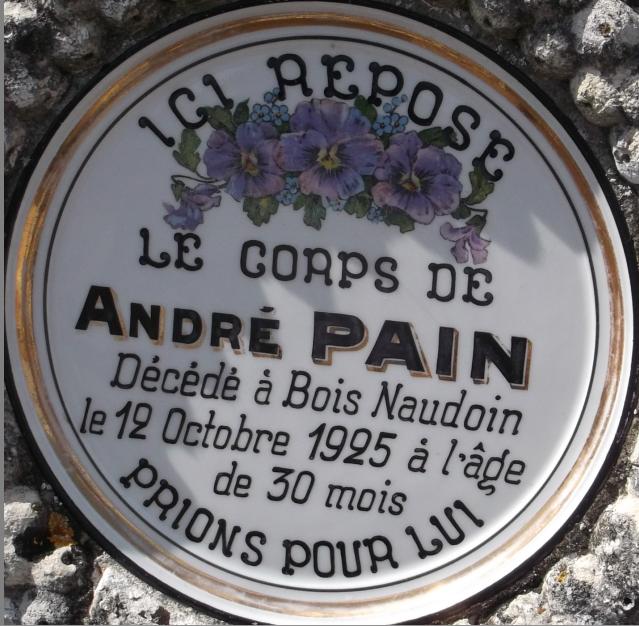 ICI REPOSE
LE CORPS DE
ANDRÉ PAIN
Décédé à Bois Naudoin
le 12 Octobre 1925 à l'âge
de 30 mois
PRIONS POUR LUI